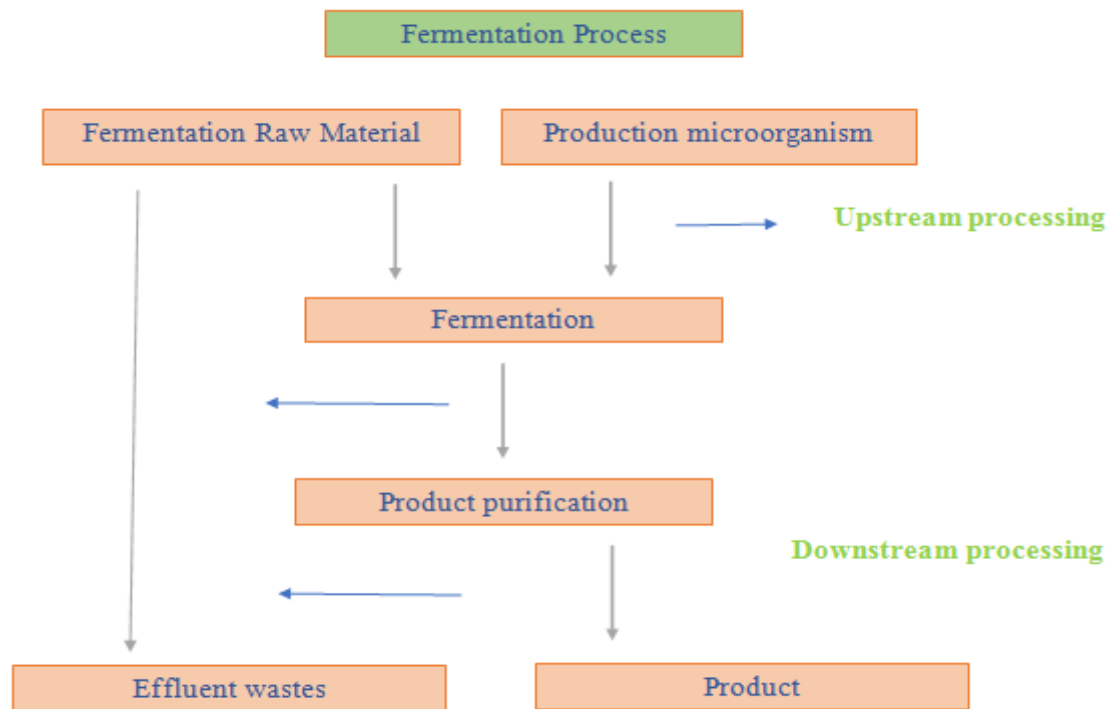 Fermentation Process
Fermentation Raw Material
Production microorganism
Upstream processing
Fermentation
Product purification
Downstream processing
Effluent wastes
Product